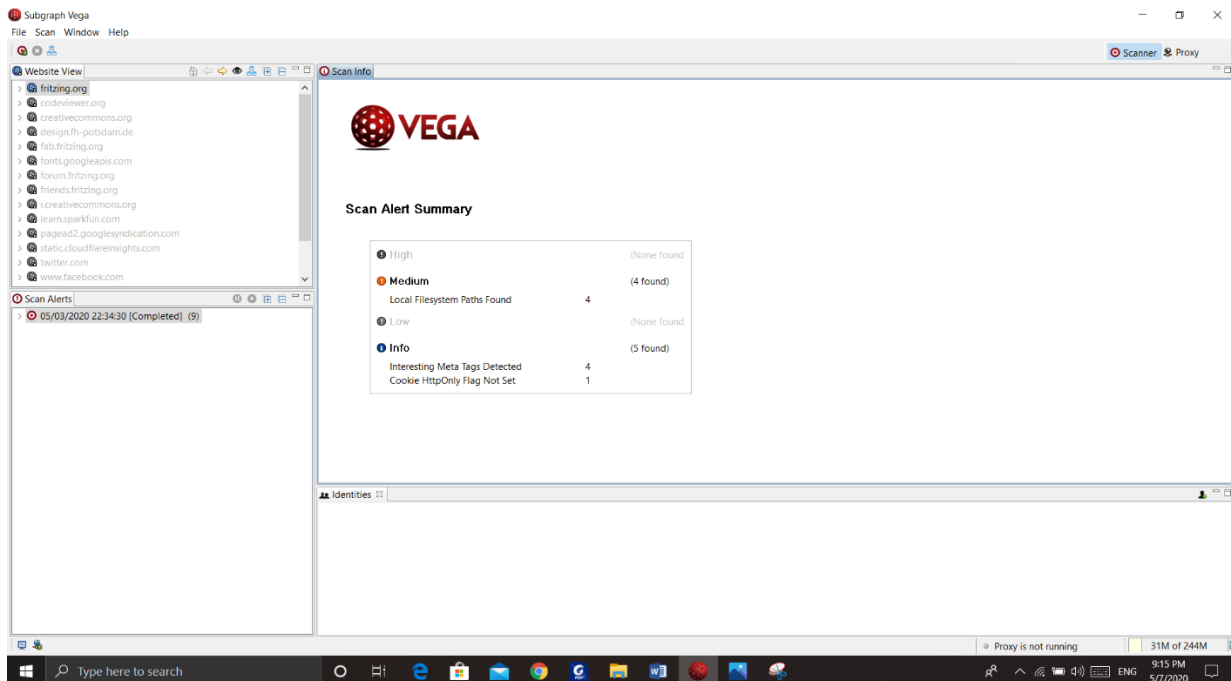 Subgraph Vega
File Scan Window Help
Scanner Proxy
Website View
fritzing.org
codeviewer.org
creativecommons.org
design.fh-potsdam.de
fab.fritzing.org
fonts.googleapis.com
forum.fritzing.org
friends.fritzing.org
i.creativecommons.org
learn.sparkfun.com
pagead2.googlesyndication.com
static.cloudflareinsights.com
twitter.com
www.facebook.com
Scan Alerts
05/03/2020 22:34:30 [Completed] (9)
Scan Info
VEGA
Scan Alert Summary
High (None found
Medium (4 found)
Local Filesystem Paths Found 4
Low (None found
Info (5 found)
Interesting Meta Tags Detected 4
Cookie HttpOnly Flag Not Set 1
Identities
Proxy is not running 31M of 244M
Type here to search
ENG
9:15 PM
5/7/2020